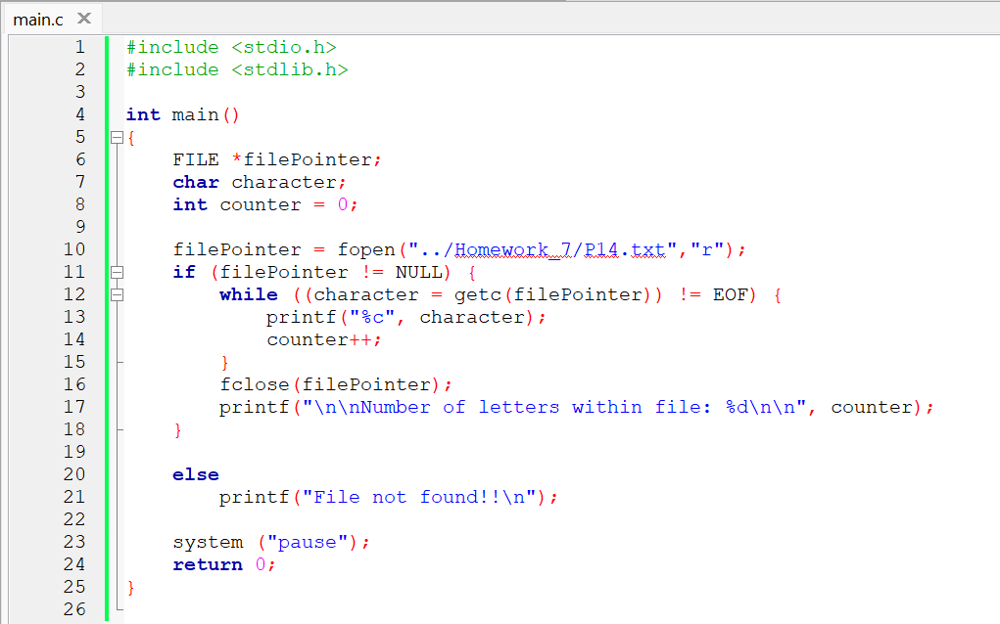 main.c
1 #include <stdio.h>
2 #include <stdlib.h>
3
4 int main()
5 {
6     FILE *filePointer;
7     char character;
8     int counter = 0;
9
10     filePointer = fopen("../Homework_7/P14.txt","r");
11     if (filePointer != NULL) {
12         while ((character = getc(filePointer)) != EOF) {
13             printf("%c", character);
14             counter++;
15         }
16         fclose(filePointer);
17         printf("\n\nNumber of letters within file: %d\n\n", counter);
18     }
19
20     else
21         printf("File not found!!\n");
22
23     system ("pause");
24     return 0;
25 }
26